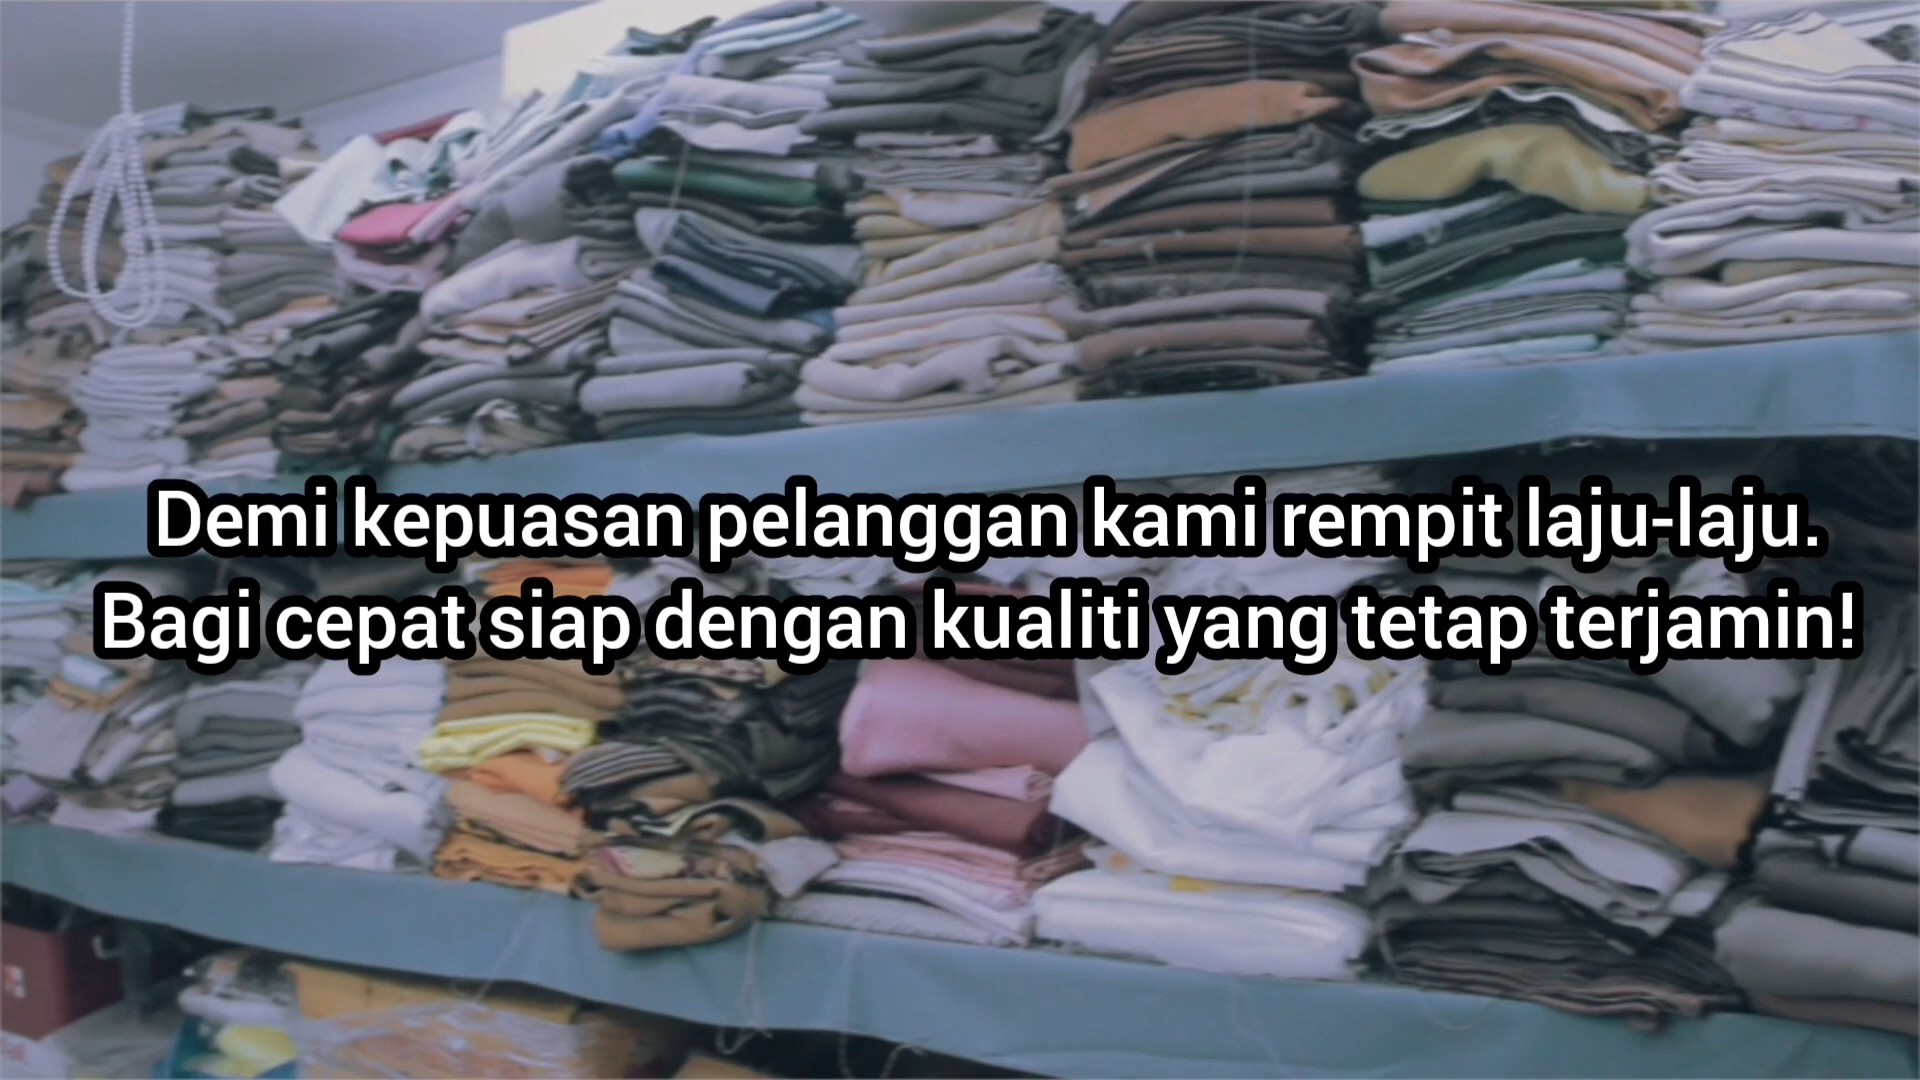 Demi kepuasan pelanggan kami rempit laju-laju.
Bagi cepat siap dengan kualiti yang tetap terjamin!